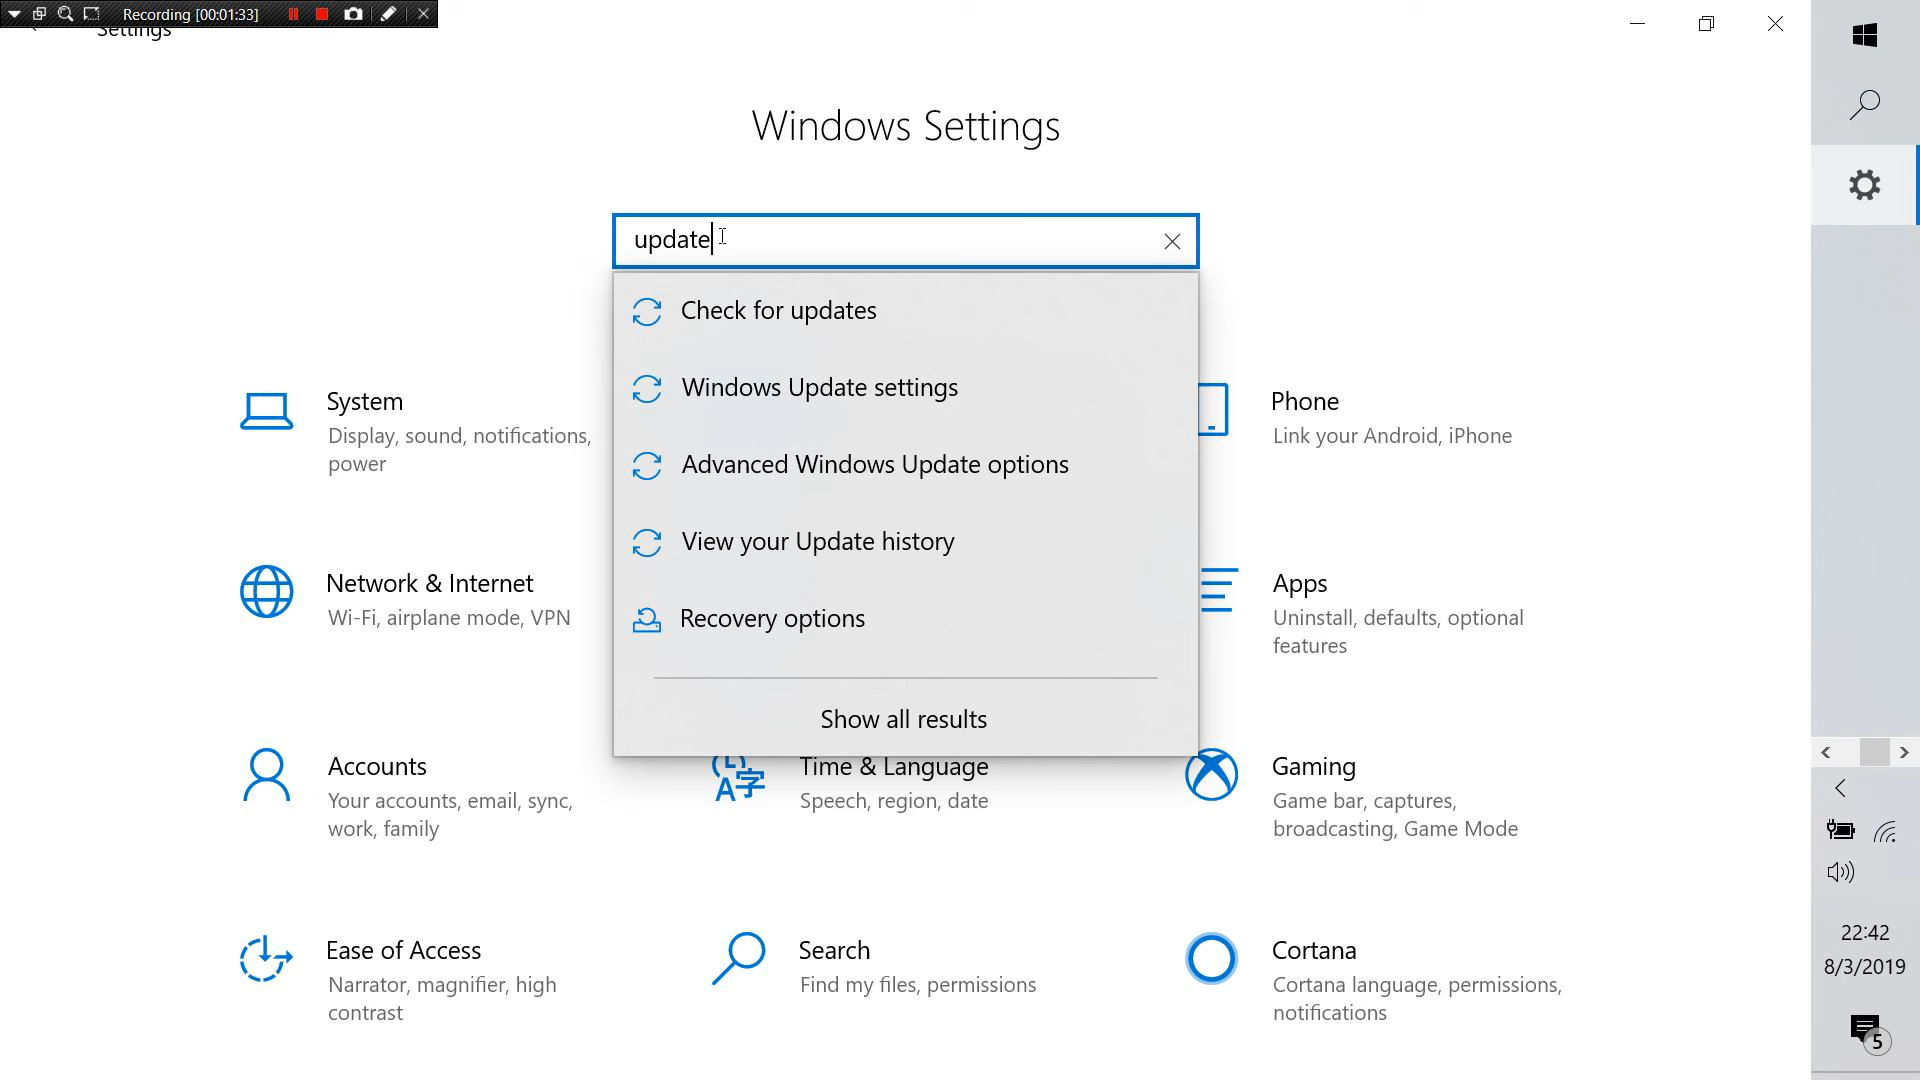 Recording [00:01:33]
Settings
Windows Settings
update
Check for updates
Windows Update settings
Advanced Windows Update options
View your Update history
Recovery options
Show all results
System
Display, sound, notifications,
power
Phone
Link your Android, iPhone
Network & Internet
Wi-Fi, airplane mode, VPN
Apps
Uninstall, defaults, optional
features
Accounts
Your accounts, email, sync,
work, family
Time & Language
Speech, region, date
Gaming
Game bar, captures,
broadcasting, Game Mode
Ease of Access
Narrator, magnifier, high
contrast
Search
Find my files, permissions
Cortana
Cortana language, permissions,
notifications
22:42
8/3/2019
5